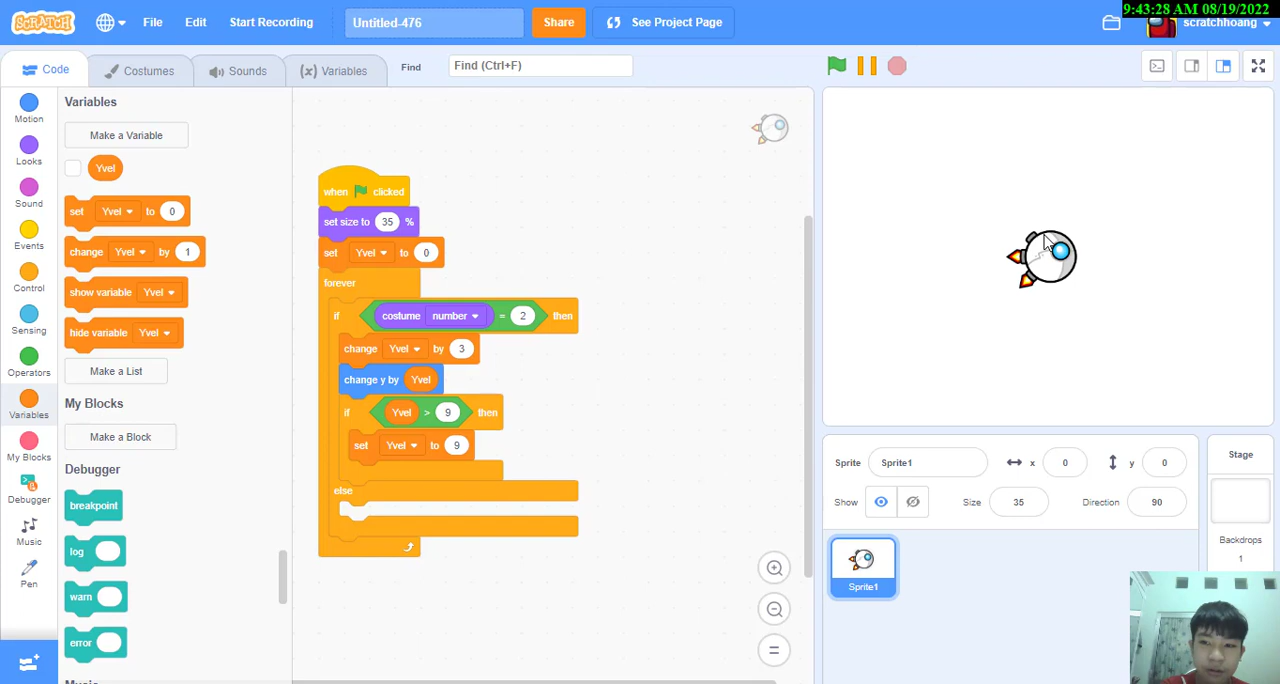 9:43:28 AM 08/19/2022
SCRATCH
File
Edit
Start Recording
Untitled-476
Share
See Project Page
scratchhoang
Code
Costumes
Sounds
(x) Variables
Find
Find (Ctrl+F)
Motion
Looks
Sound
Events
Control
Sensing
Operators
Variables
My Blocks
Debugger
Music
Pen
Variables
Make a Variable
Yvel
set Yvel to 0
change Yvel by 1
show variable Yvel
hide variable Yvel
Make a List
My Blocks
Make a Block
Debugger
breakpoint
log
warn
error
when clicked
set size to 35 %
set Yvel to 0
forever
if costume number = 2 then
change Yvel by 3
change y by Yvel
if Yvel > 9 then
set Yvel to 9
else
Sprite
Sprite1
x
0
y
0
Show
Size
35
Direction
90
Sprite1
Stage
Backdrops
1